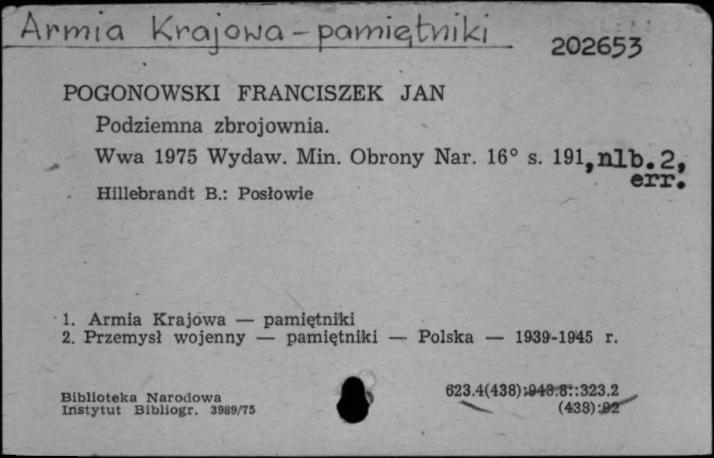 Armia Krajowa - pamiętniki
202653
POGONOWSKI FRANCISZEK JAN
Podziemna zbrojownia.
Wwa 1975 Wydaw. Min. Obrony Nar. 16° s. 191, nlb. 2,
err.
Hillebrandt B.: Posłowie
1. Armia Krajowa — pamiętniki
2. Przemysł wojenny — pamiętniki — Polska — 1939-1945 r.
Biblioteka Narodowa
Instytut Bibliogr. 3989/75
623.4(438):943.8::323.2
(438):92